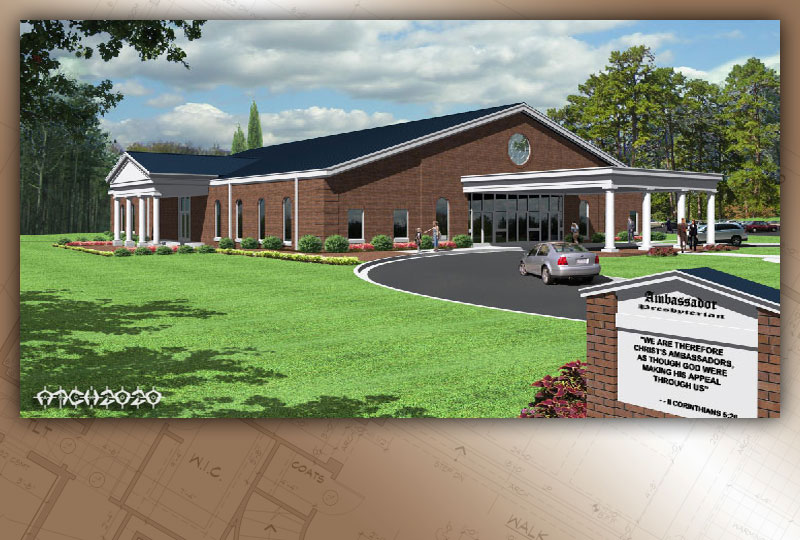 Ambassador
Presbyterian
"WE ARE THEREFORE
CHRIST'S AMBASSADORS,
AS THOUGH GOD WERE
MAKING HIS APPEAL
THROUGH US"
-- II CORINTHIANS 5:20
W.I.C.
COATS
WALK